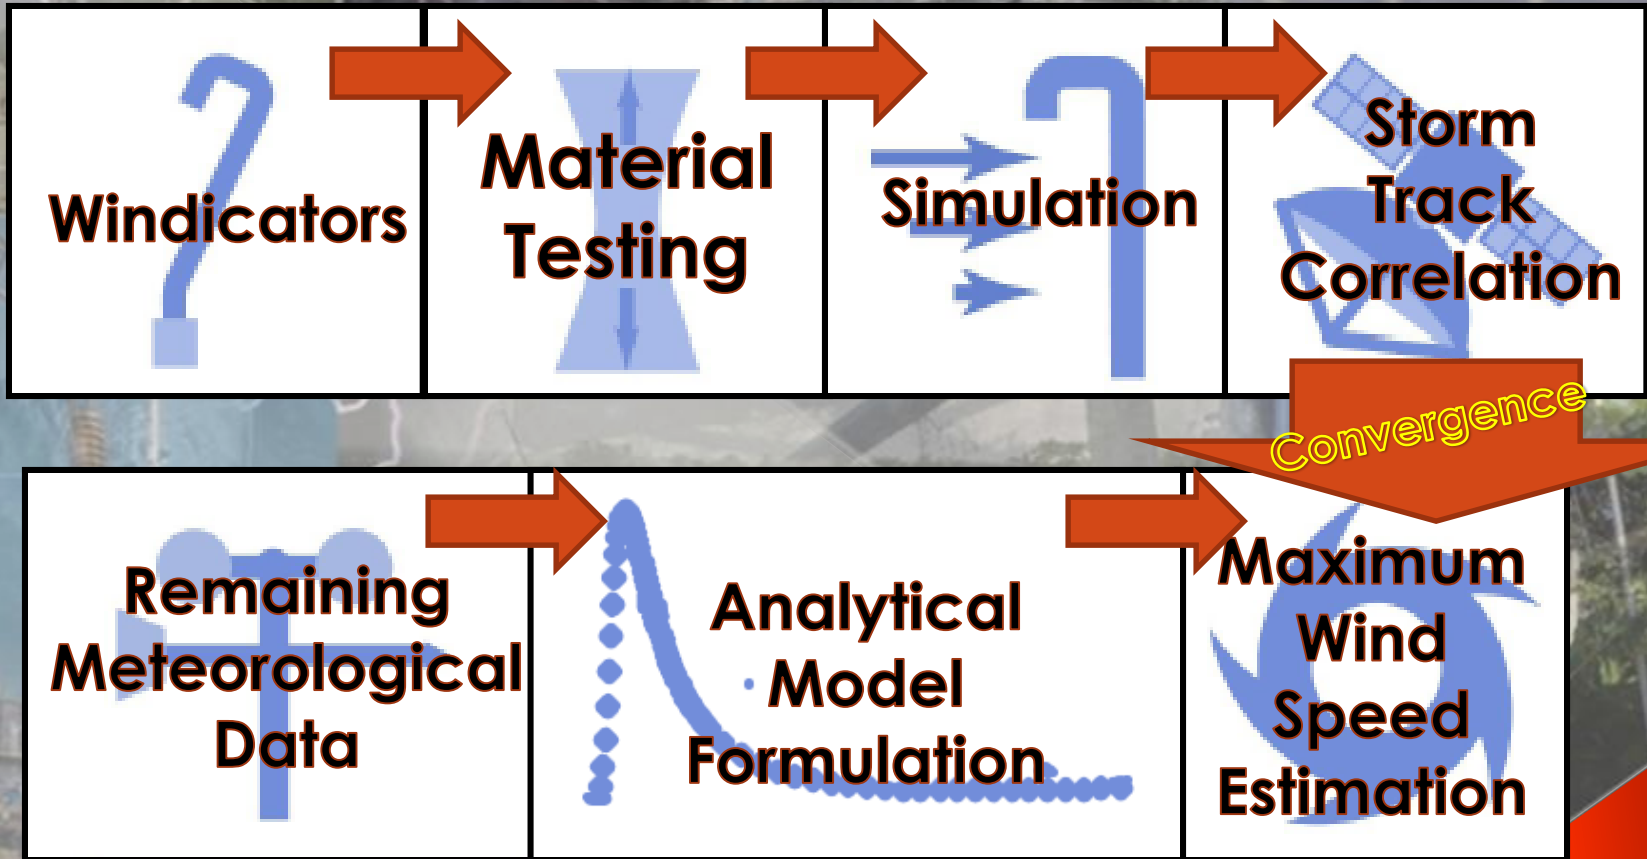 Windicators
Material
Testing
Simulation
Storm
Track
Correlation
Convergence
Remaining
Meteorological
Data
Analytical
Model
Formulation
Maximum
Wind
Speed
Estimation